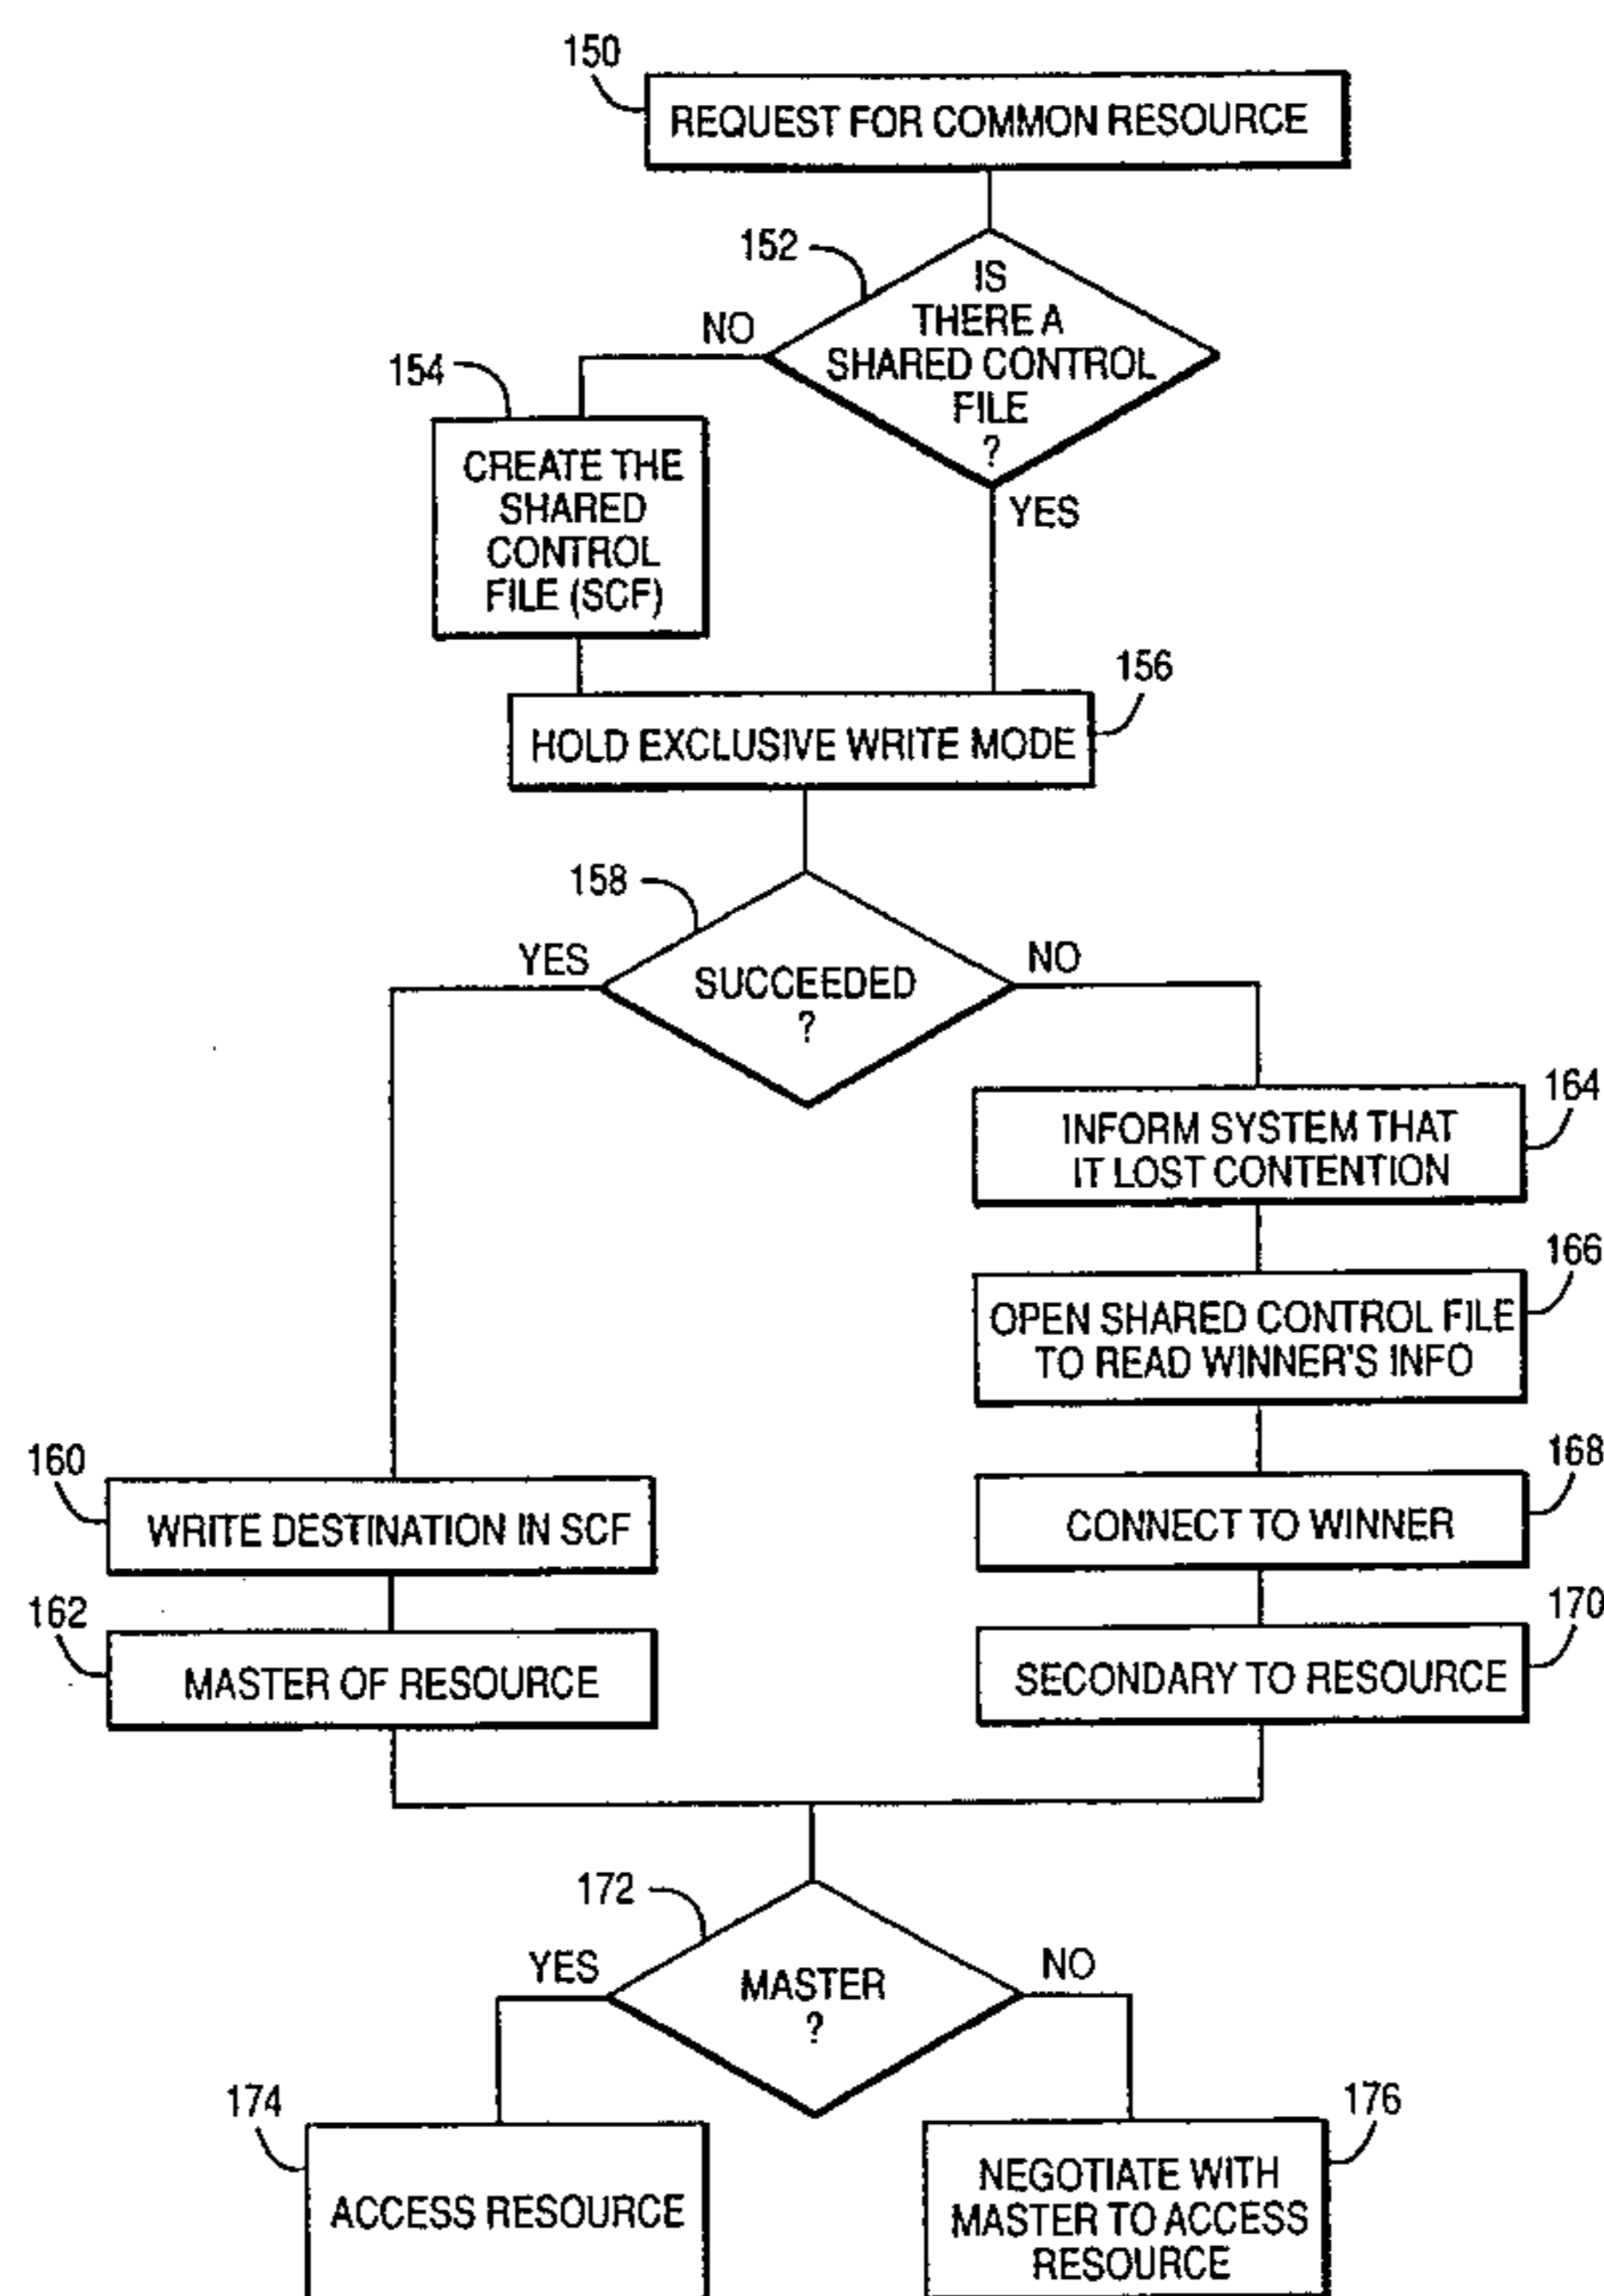 150
REQUEST FOR COMMON RESOURCE
152
IS
THERE A
SHARED CONTROL
FILE
?
NO
YES
154
CREATE THE
SHARED
CONTROL
FILE (SCF)
156
HOLD EXCLUSIVE WRITE MODE
158
SUCCEEDED
?
YES
NO
164
INFORM SYSTEM THAT
IT LOST CONTENTION
166
OPEN SHARED CONTROL FILE
TO READ WINNER'S INFO
160
WRITE DESTINATION IN SCF
168
CONNECT TO WINNER
162
MASTER OF RESOURCE
170
SECONDARY TO RESOURCE
172
MASTER
?
YES
NO
174
ACCESS RESOURCE
176
NEGOTIATE WITH
MASTER TO ACCESS
RESOURCE